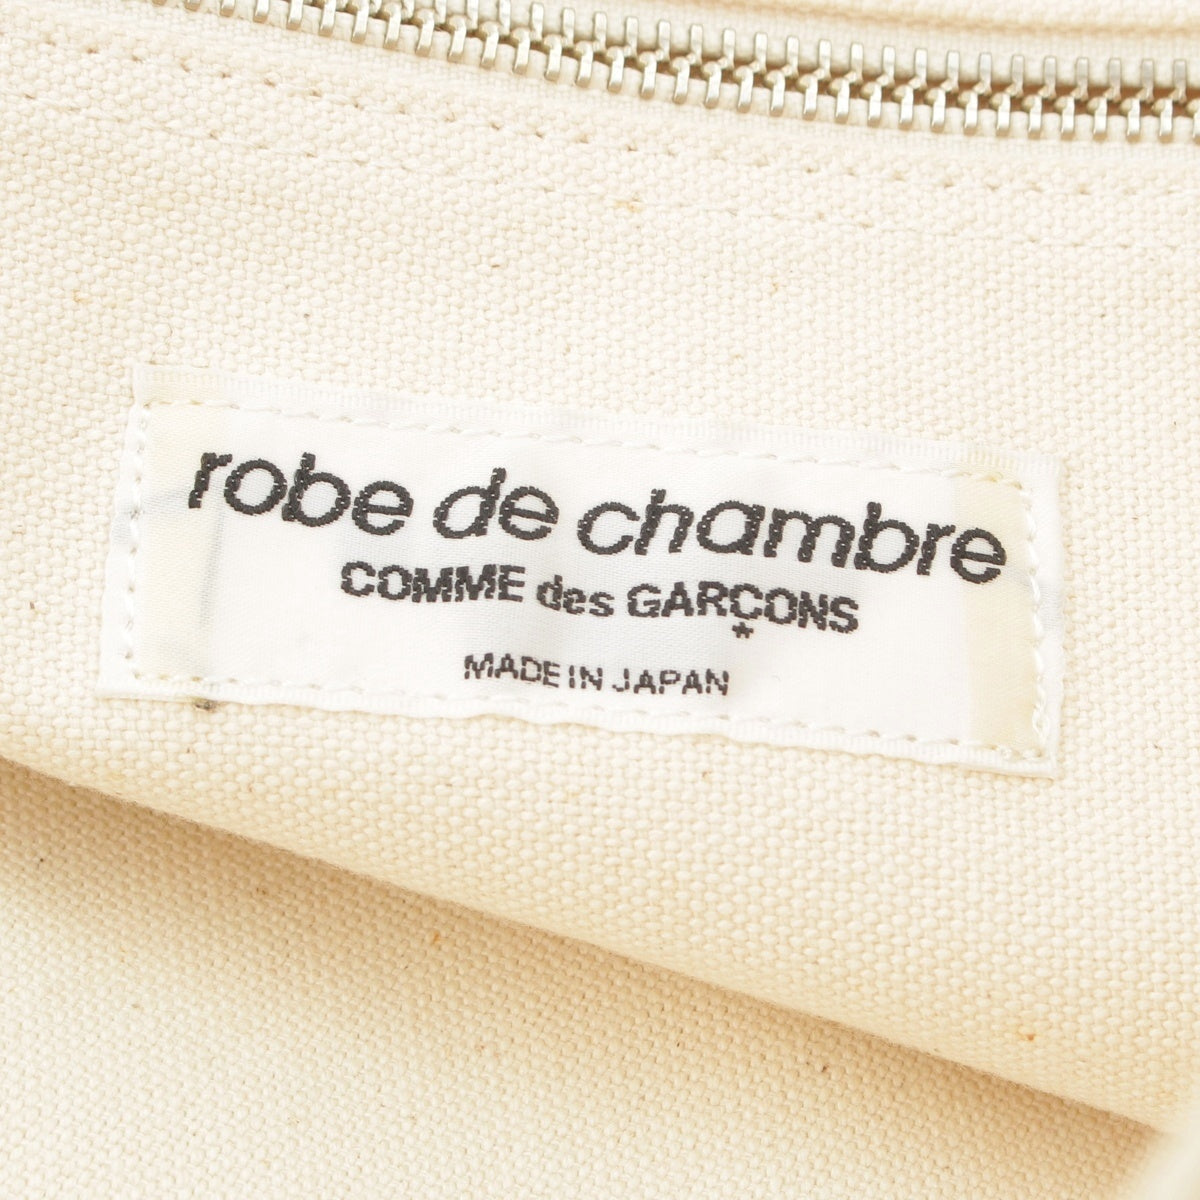 robe de chambre
COMME des GARÇONS
*
MADE IN JAPAN